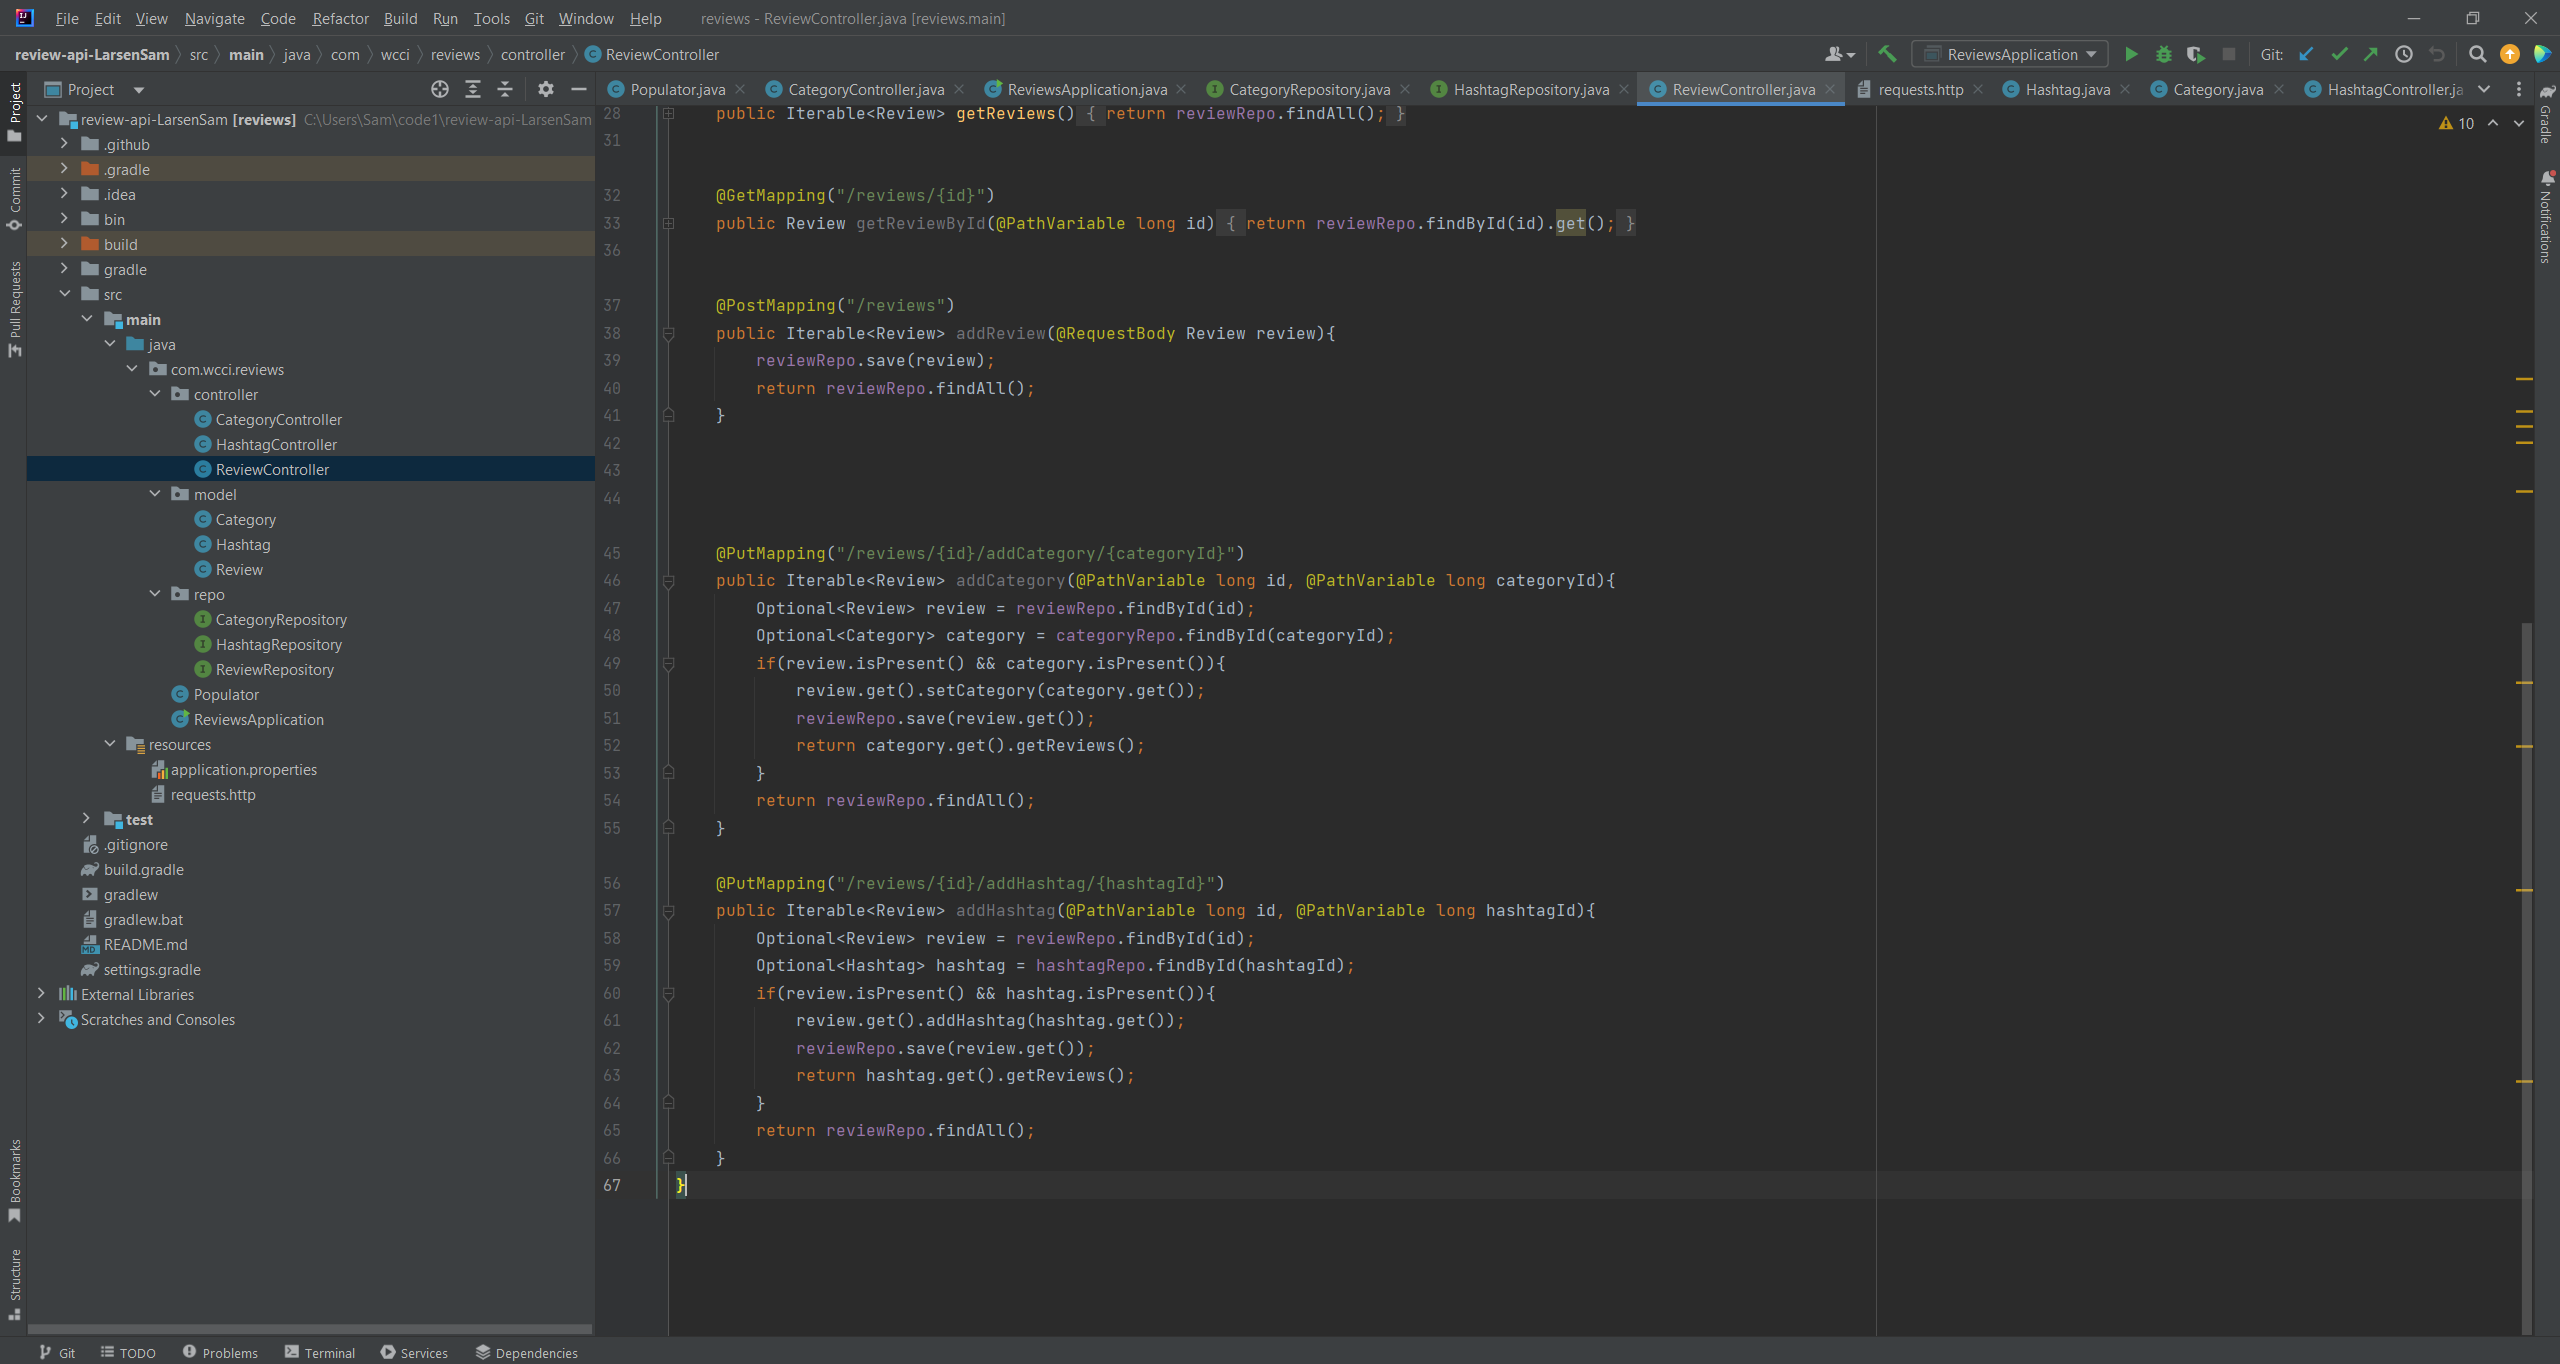 File Edit View Navigate Code Refactor Build Run Tools Git Window Help reviews - ReviewController.java [reviews.main]
review-api-LarsenSam src main java com wcci reviews controller ReviewController ReviewsApplication Git:
Project
Populator.java CategoryController.java ReviewsApplication.java CategoryRepository.java HashtagRepository.java ReviewController.java requests.http Hashtag.java Category.java HashtagController.ja
Project
Commit
Pull Requests
Bookmarks
Structure
review-api-LarsenSam [reviews] C:\Users\Sam\code1\review-api-LarsenSam
.github
.gradle
.idea
bin
build
gradle
src
main
java
com.wcci.reviews
controller
CategoryController
HashtagController
ReviewController
model
Category
Hashtag
Review
repo
CategoryRepository
HashtagRepository
ReviewRepository
Populator
ReviewsApplication
resources
application.properties
requests.http
test
.gitignore
build.gradle
gradlew
gradlew.bat
README.md
settings.gradle
External Libraries
Scratches and Consoles
28 public Iterable<Review> getReviews() { return reviewRepo.findAll(); }
31
32 @GetMapping("/reviews/{id}")
33 public Review getReviewById(@PathVariable long id) { return reviewRepo.findById(id).get(); }
36
37 @PostMapping("/reviews")
38 public Iterable<Review> addReview(@RequestBody Review review){
39 reviewRepo.save(review);
40 return reviewRepo.findAll();
41 }
42
43
44
45 @PutMapping("/reviews/{id}/addCategory/{categoryId}")
46 public Iterable<Review> addCategory(@PathVariable long id, @PathVariable long categoryId){
47 Optional<Review> review = reviewRepo.findById(id);
48 Optional<Category> category = categoryRepo.findById(categoryId);
49 if(review.isPresent() && category.isPresent()){
50 review.get().setCategory(category.get());
51 reviewRepo.save(review.get());
52 return category.get().getReviews();
53 }
54 return reviewRepo.findAll();
55 }
56 @PutMapping("/reviews/{id}/addHashtag/{hashtagId}")
57 public Iterable<Review> addHashtag(@PathVariable long id, @PathVariable long hashtagId){
58 Optional<Review> review = reviewRepo.findById(id);
59 Optional<Hashtag> hashtag = hashtagRepo.findById(hashtagId);
60 if(review.isPresent() && hashtag.isPresent()){
61 review.get().addHashtag(hashtag.get());
62 reviewRepo.save(review.get());
63 return hashtag.get().getReviews();
64 }
65 return reviewRepo.findAll();
66 }
67 }
10
Gradle
Notifications
Git TODO Problems Terminal Services Dependencies